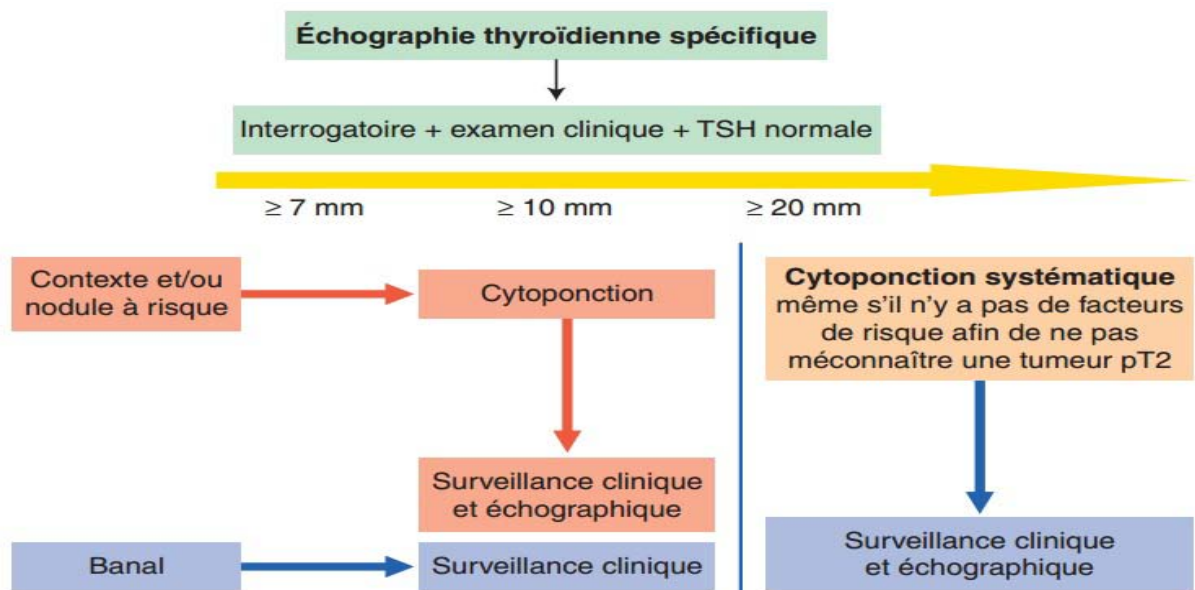 Échographie thyroïdienne spécifique
Interrogatoire + examen clinique + TSH normale
≥ 7 mm
≥ 10 mm
≥ 20 mm
Contexte et/ou
nodule à risque
Cytoponction
Surveillance clinique
et échographique
Banal
Surveillance clinique
Cytoponction systématique
même s'il n'y a pas de facteurs
de risque afin de ne pas
méconnaître une tumeur pT2
Surveillance clinique
et échographique